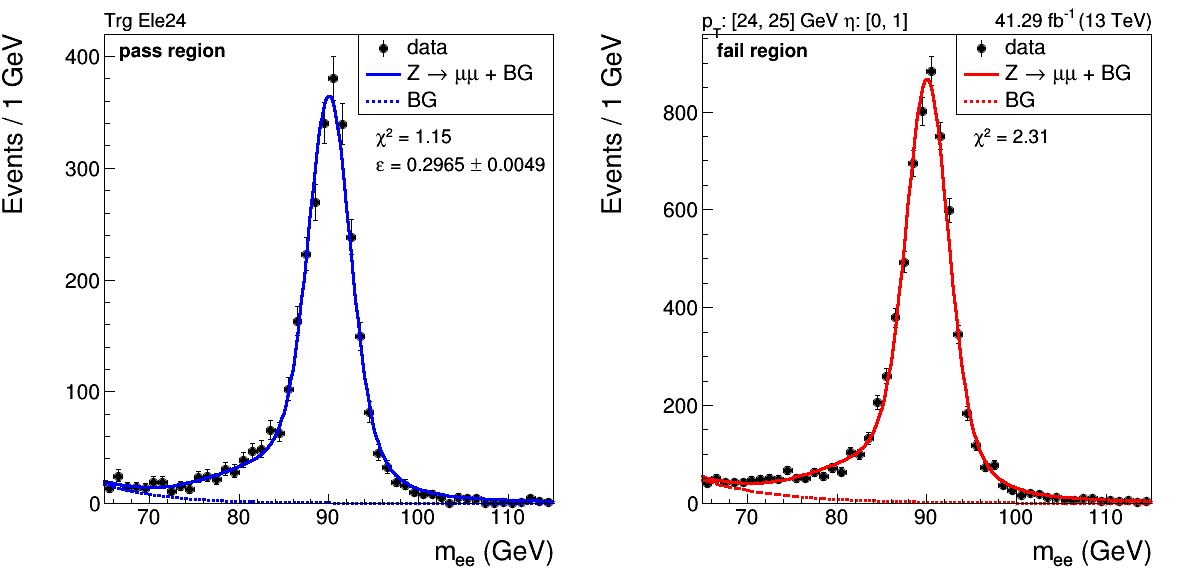 Trg Ele24
pass region
data
Z → μμ + BG
BG
χ² = 1.15
ε = 0.2965 ± 0.0049
Events / 1 GeV
400
300
200
100
0
70 80 90 100 110
m_ee (GeV)
p_T: [24, 25] GeV η: [0, 1] 41.29 fb⁻¹ (13 TeV)
fail region
data
Z → μμ + BG
BG
χ² = 2.31
Events / 1 GeV
800
600
400
200
0
70 80 90 100 110
m_ee (GeV)